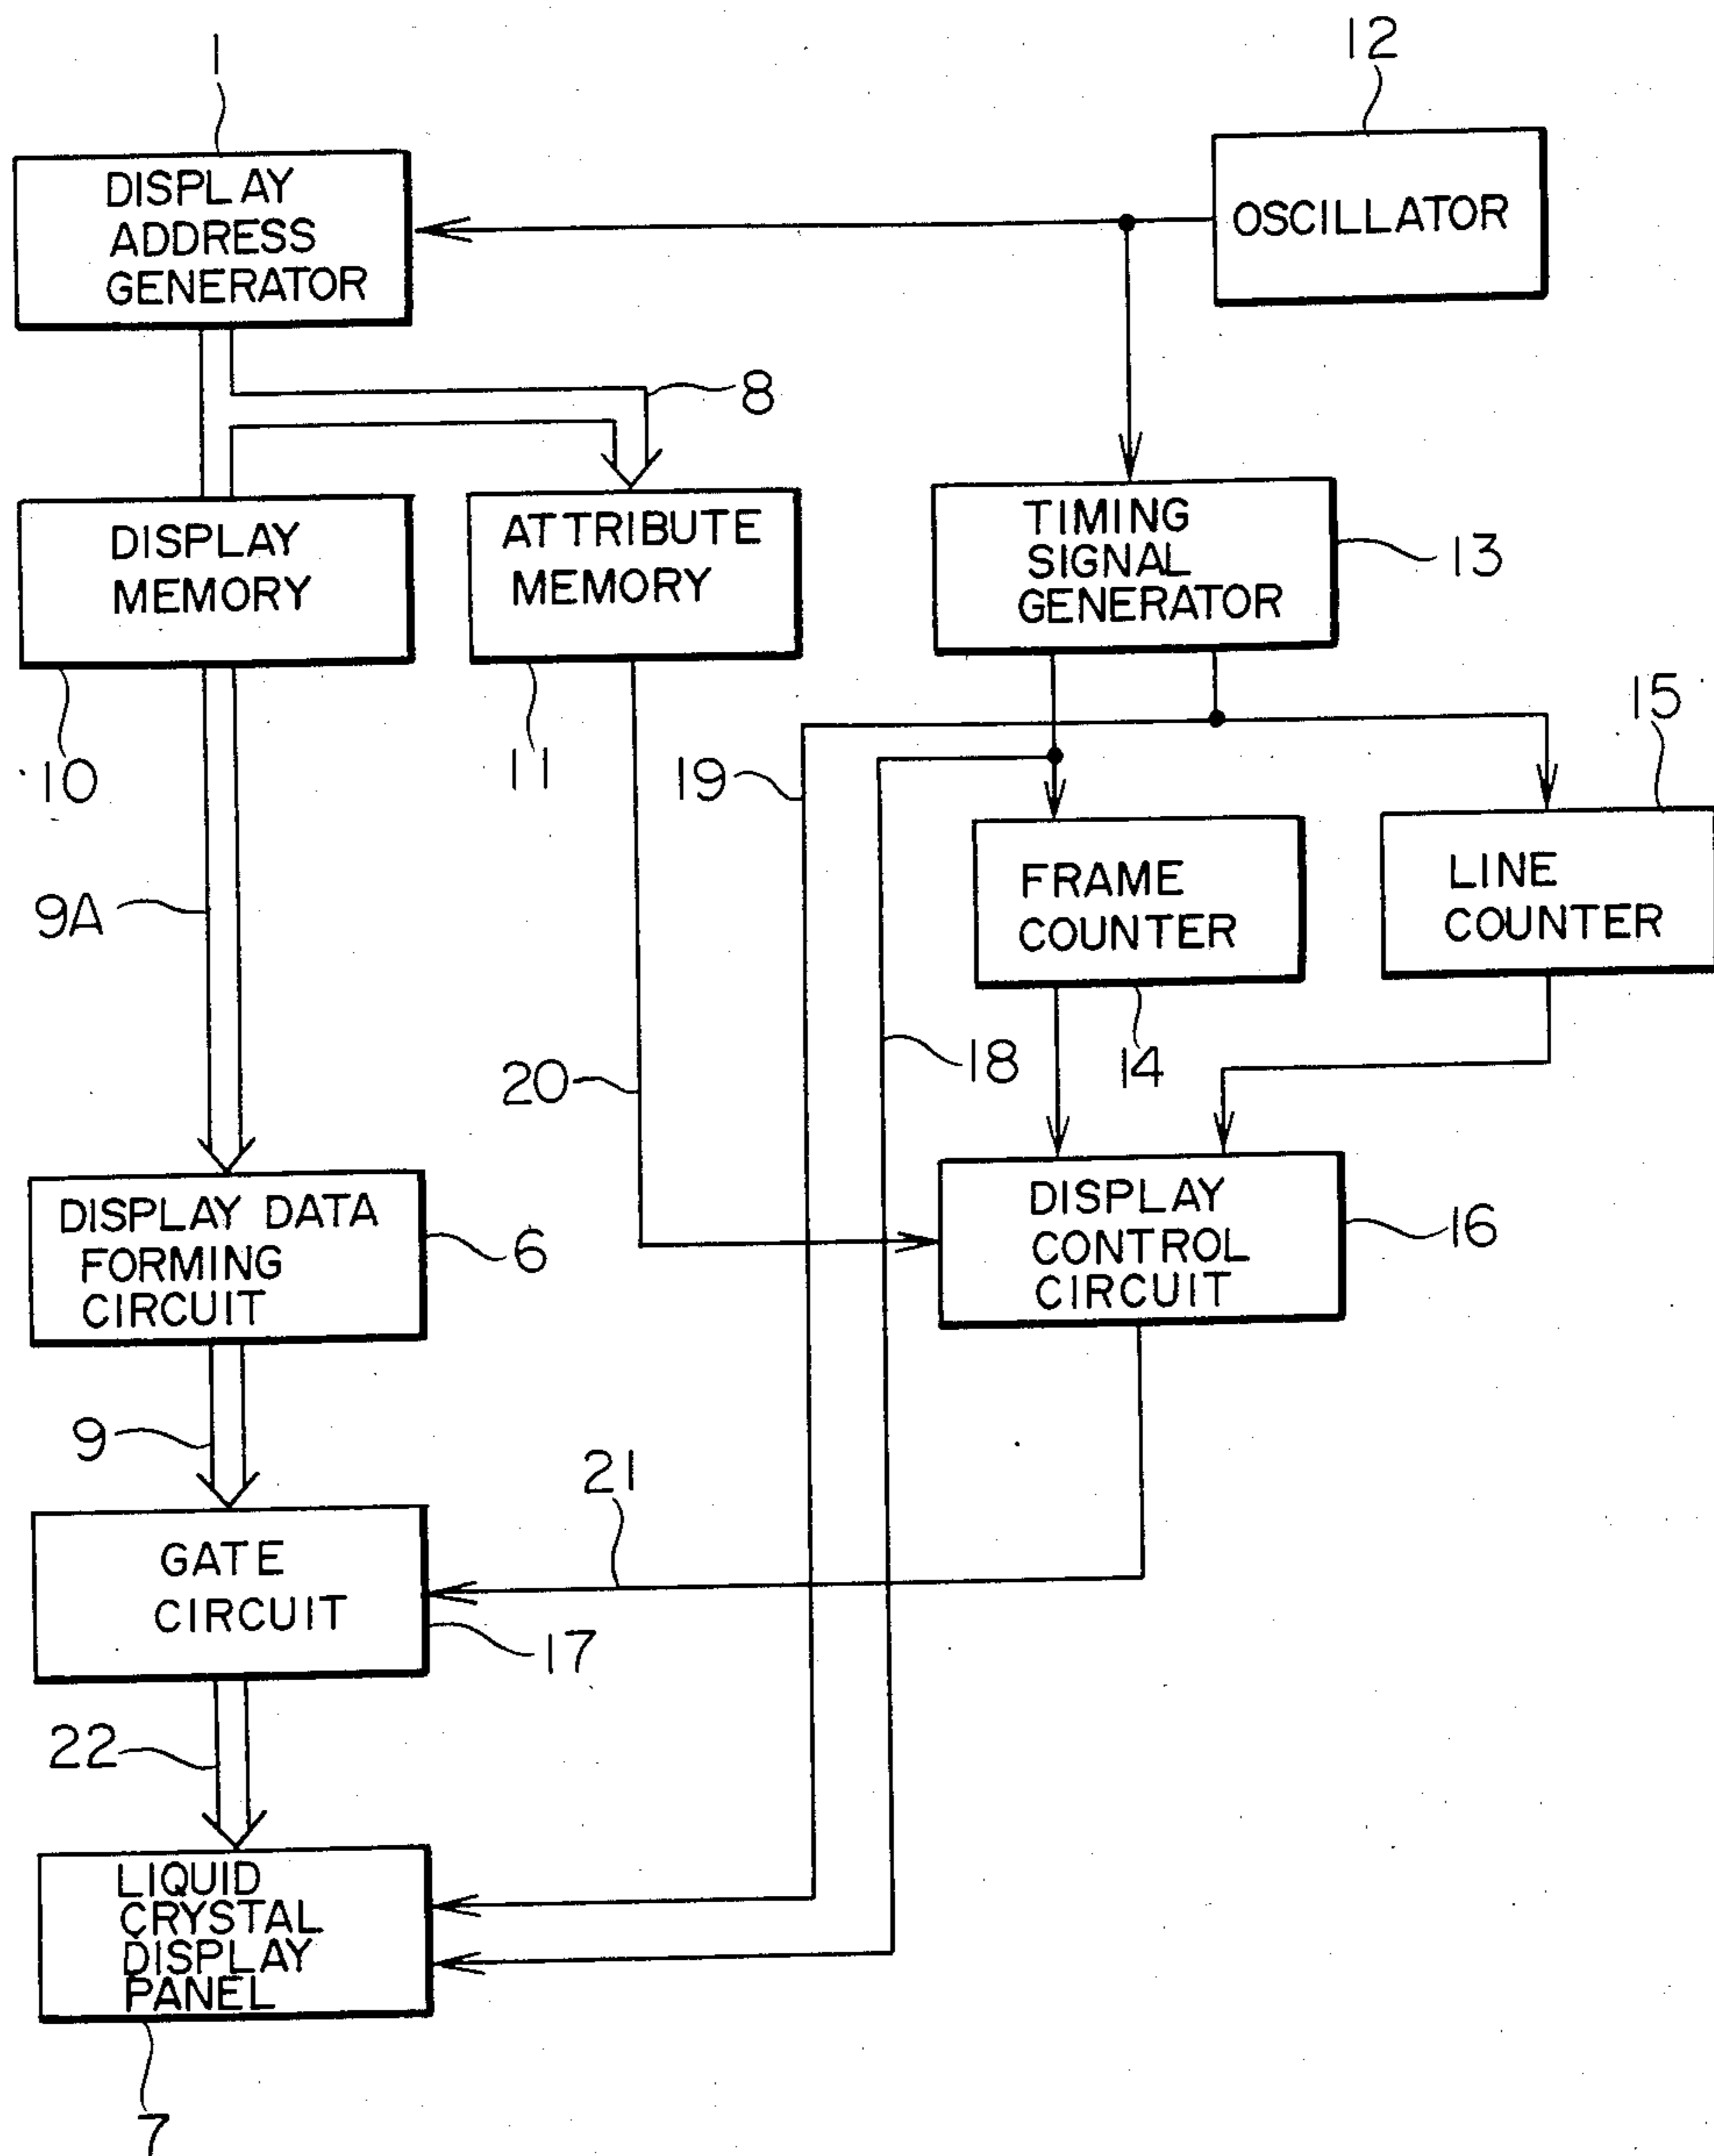 1
12
DISPLAY
ADDRESS
GENERATOR
OSCILLATOR
8
DISPLAY
MEMORY
ATTRIBUTE
MEMORY
TIMING
SIGNAL
GENERATOR
13
10
11
19
15
9A
FRAME
COUNTER
LINE
COUNTER
20
18
14
DISPLAY DATA
FORMING
CIRCUIT
6
DISPLAY
CONTROL
CIRCUIT
16
9
21
GATE
CIRCUIT
17
22
LIQUID
CRYSTAL
DISPLAY
PANEL
7